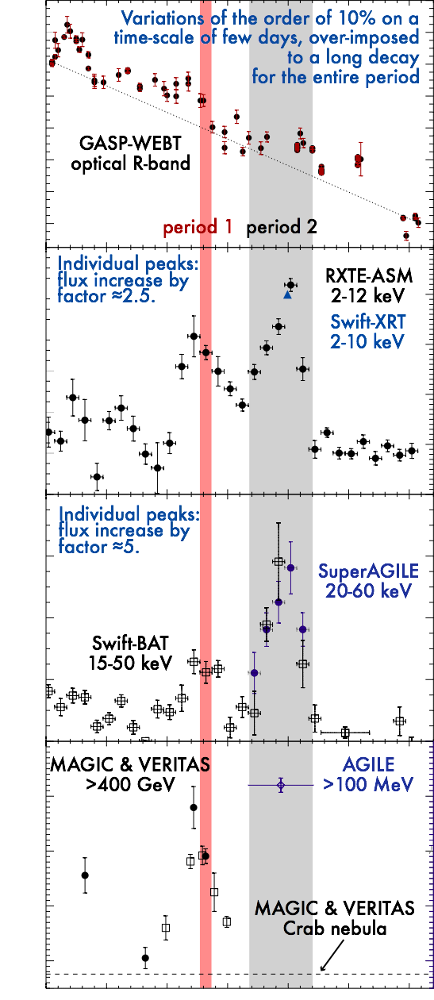 Variations of the order of 10% on a
time-scale of few days, over-imposed
to a long decay
for the entire period
GASP-WEBT
optical R-band
period 1 period 2
Individual peaks:
flux increase by
factor ≈2.5.
RXTE-ASM
2-12 keV
Swift-XRT
2-10 keV
Individual peaks:
flux increase by
factor ≈5.
SuperAGILE
20-60 keV
Swift-BAT
15-50 keV
MAGIC & VERITAS
>400 GeV
AGILE
>100 MeV
MAGIC & VERITAS
Crab nebula